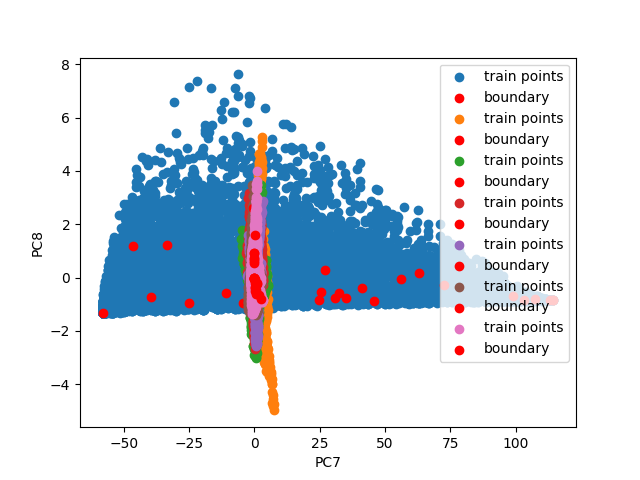 8
6
4
2
0
−2
−4
PC8
−50
−25
0
25
50
75
100
PC7
train points
boundary
train points
boundary
train points
boundary
train points
boundary
train points
boundary
train points
boundary
train points
boundary